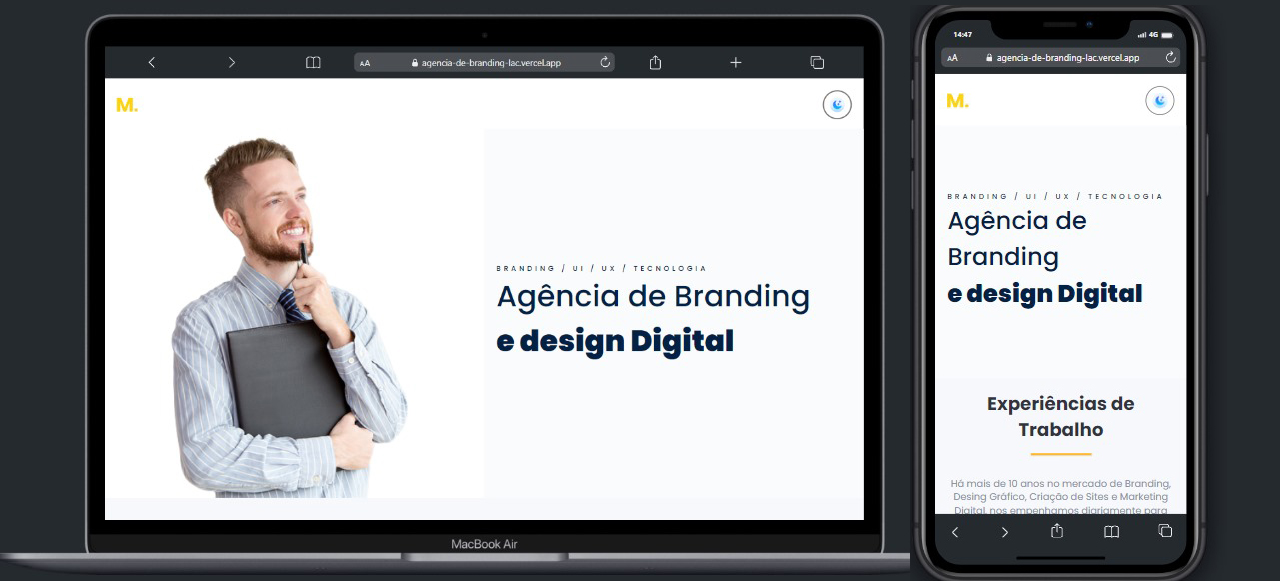 AA agencia-de-branding-lac.vercel.app
M.
BRANDING / UI / UX / TECNOLOGIA
Agência de Branding
e design Digital
MacBook Air
14:47 4G
AA agencia-de-branding-lac.vercel.app
M.
BRANDING / UI / UX / TECNOLOGIA
Agência de
Branding
e design Digital
Experiências de
Trabalho
Há mais de 10 anos no mercado de Branding,
Desing Gráfico, Criação de Sites e Marketing
Digital, nos empenhamos diariamente para